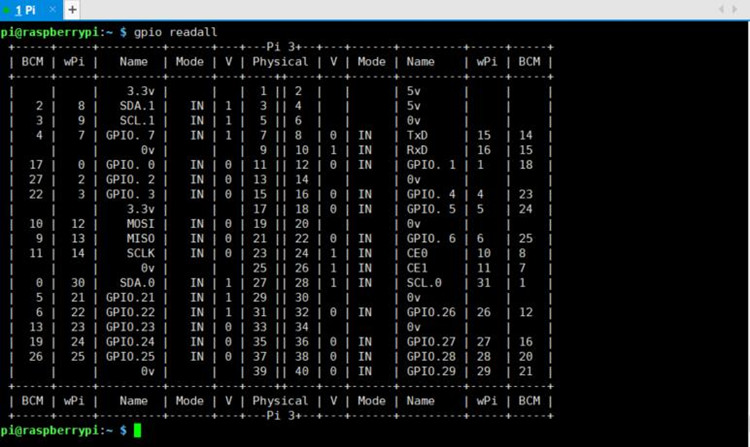 1 Pi × +
pi@raspberrypi:~ $ gpio readall
+-----+-----+---------+------+---+---Pi 3---+---+------+---------+-----+-----+
| BCM | wPi |   Name  | Mode | V | Physical | V | Mode | Name    | wPi | BCM |
+-----+-----+---------+------+---+----++----+---+------+---------+-----+-----+
|     |     |    3.3v |      |   |  1 || 2  |   |      | 5v      |     |     |
|   2 |   8 |   SDA.1 |   IN | 1 |  3 || 4  |   |      | 5v      |     |     |
|   3 |   9 |   SCL.1 |   IN | 1 |  5 || 6  |   |      | 0v      |     |     |
|   4 |   7 | GPIO. 7 |   IN | 1 |  7 || 8  | 0 | IN   | TxD     | 15  | 14  |
|     |     |      0v |      |   |  9 || 10 | 1 | IN   | RxD     | 16  | 15  |
|  17 |   0 | GPIO. 0 |   IN | 0 | 11 || 12 | 0 | IN   | GPIO. 1 | 1   | 18  |
|  27 |   2 | GPIO. 2 |   IN | 0 | 13 || 14 |   |      | 0v      |     |     |
|  22 |   3 | GPIO. 3 |   IN | 0 | 15 || 16 | 0 | IN   | GPIO. 4 | 4   | 23  |
|     |     |    3.3v |      |   | 17 || 18 | 0 | IN   | GPIO. 5 | 5   | 24  |
|  10 |  12 |    MOSI |   IN | 0 | 19 || 20 |   |      | 0v      |     |     |
|   9 |  13 |    MISO |   IN | 0 | 21 || 22 | 0 | IN   | GPIO. 6 | 6   | 25  |
|  11 |  14 |    SCLK |   IN | 0 | 23 || 24 | 1 | IN   | CE0     | 10  | 8   |
|     |     |      0v |      |   | 25 || 26 | 1 | IN   | CE1     | 11  | 7   |
|   0 |  30 |   SDA.0 |   IN | 1 | 27 || 28 | 1 | IN   | SCL.0   | 31  | 1   |
|   5 |  21 | GPIO.21 |   IN | 1 | 29 || 30 |   |      | 0v      |     |     |
|   6 |  22 | GPIO.22 |   IN | 1 | 31 || 32 | 0 | IN   | GPIO.26 | 26  | 12  |
|  13 |  23 | GPIO.23 |   IN | 0 | 33 || 34 |   |      | 0v      |     |     |
|  19 |  24 | GPIO.24 |   IN | 0 | 35 || 36 | 0 | IN   | GPIO.27 | 27  | 16  |
|  26 |  25 | GPIO.25 |   IN | 0 | 37 || 38 | 0 | IN   | GPIO.28 | 28  | 20  |
|     |     |      0v |      |   | 39 || 40 | 0 | IN   | GPIO.29 | 29  | 21  |
+-----+-----+---------+------+---+----++----+---+------+---------+-----+-----+
| BCM | wPi |   Name  | Mode | V | Physical | V | Mode | Name    | wPi | BCM |
+-----+-----+---------+------+---+---Pi 3---+---+------+---------+-----+-----+
pi@raspberrypi:~ $